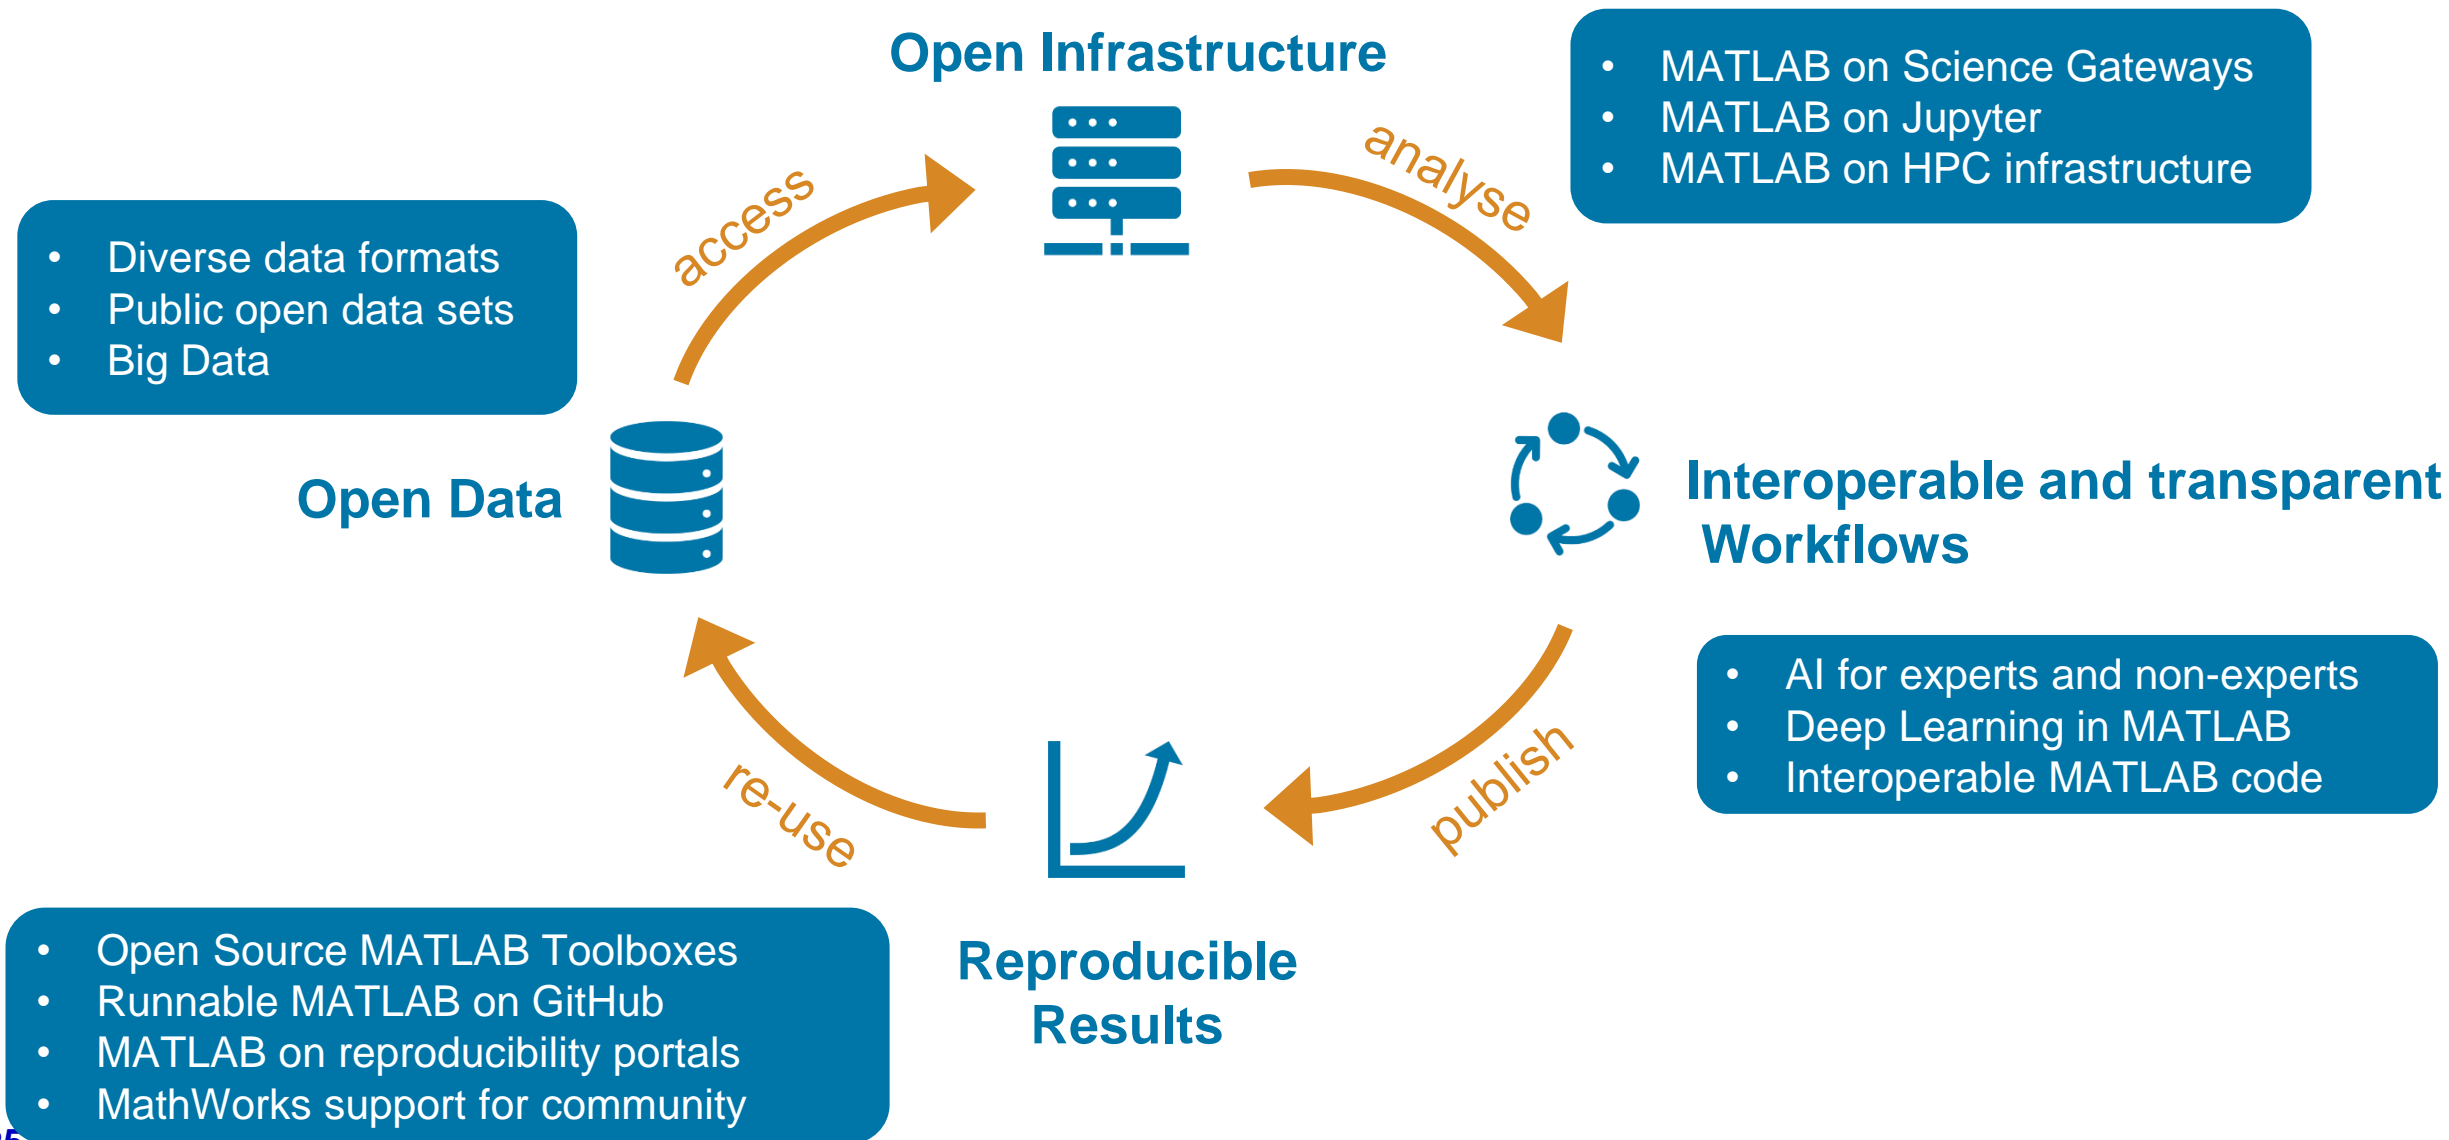 Open Infrastructure
• MATLAB on Science Gateways
• MATLAB on Jupyter
• MATLAB on HPC infrastructure
access
analyse
• Diverse data formats
• Public open data sets
• Big Data
Open Data
Interoperable and transparent
Workflows
• AI for experts and non-experts
• Deep Learning in MATLAB
• Interoperable MATLAB code
re-use
publish
Reproducible
Results
• Open Source MATLAB Toolboxes
• Runnable MATLAB on GitHub
• MATLAB on reproducibility portals
• MathWorks support for community